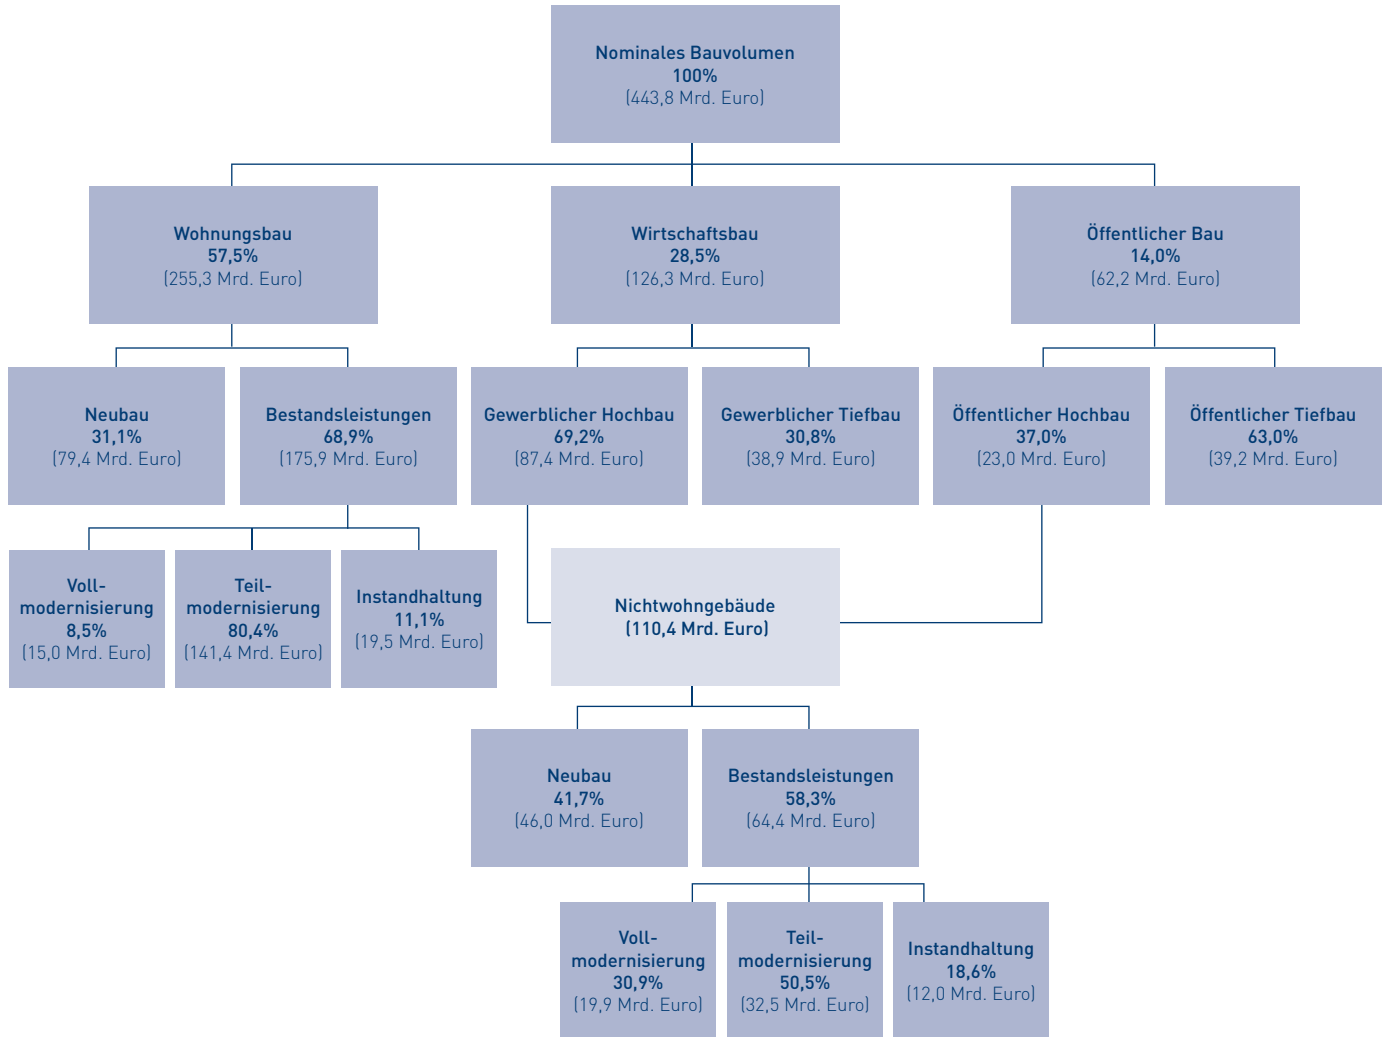 Nominales Bauvolumen
100%
(443,8 Mrd. Euro)
Wohnungsbau
57,5%
(255,3 Mrd. Euro)
Wirtschaftsbau
28,5%
(126,3 Mrd. Euro)
Öffentlicher Bau
14,0%
(62,2 Mrd. Euro)
Neubau
31,1%
(79,4 Mrd. Euro)
Bestandsleistungen
68,9%
(175,9 Mrd. Euro)
Gewerblicher Hochbau
69,2%
(87,4 Mrd. Euro)
Gewerblicher Tiefbau
30,8%
(38,9 Mrd. Euro)
Öffentlicher Hochbau
37,0%
(23,0 Mrd. Euro)
Öffentlicher Tiefbau
63,0%
(39,2 Mrd. Euro)
Voll-
modernisierung
8,5%
(15,0 Mrd. Euro)
Teil-
modernisierung
80,4%
(141,4 Mrd. Euro)
Instandhaltung
11,1%
(19,5 Mrd. Euro)
Nichtwohngebäude
(110,4 Mrd. Euro)
Neubau
41,7%
(46,0 Mrd. Euro)
Bestandsleistungen
58,3%
(64,4 Mrd. Euro)
Voll-
modernisierung
30,9%
(19,9 Mrd. Euro)
Teil-
modernisierung
50,5%
(32,5 Mrd. Euro)
Instandhaltung
18,6%
(12,0 Mrd. Euro)